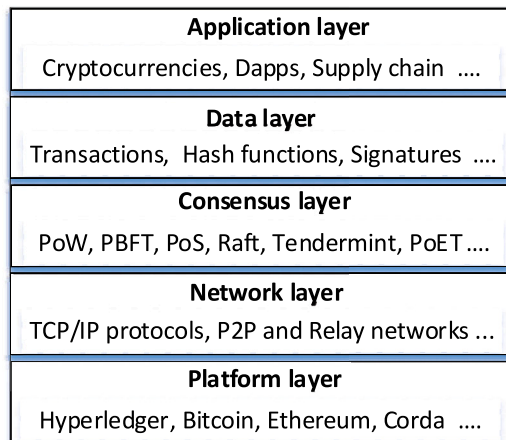 Application layer
Cryptocurrencies, Dapps, Supply chain ....
Data layer
Transactions, Hash functions, Signatures ....
Consensus layer
PoW, PBFT, PoS, Raft, Tendermint, PoET ....
Network layer
TCP/IP protocols, P2P and Relay networks ...
Platform layer
Hyperledger, Bitcoin, Ethereum, Corda ....